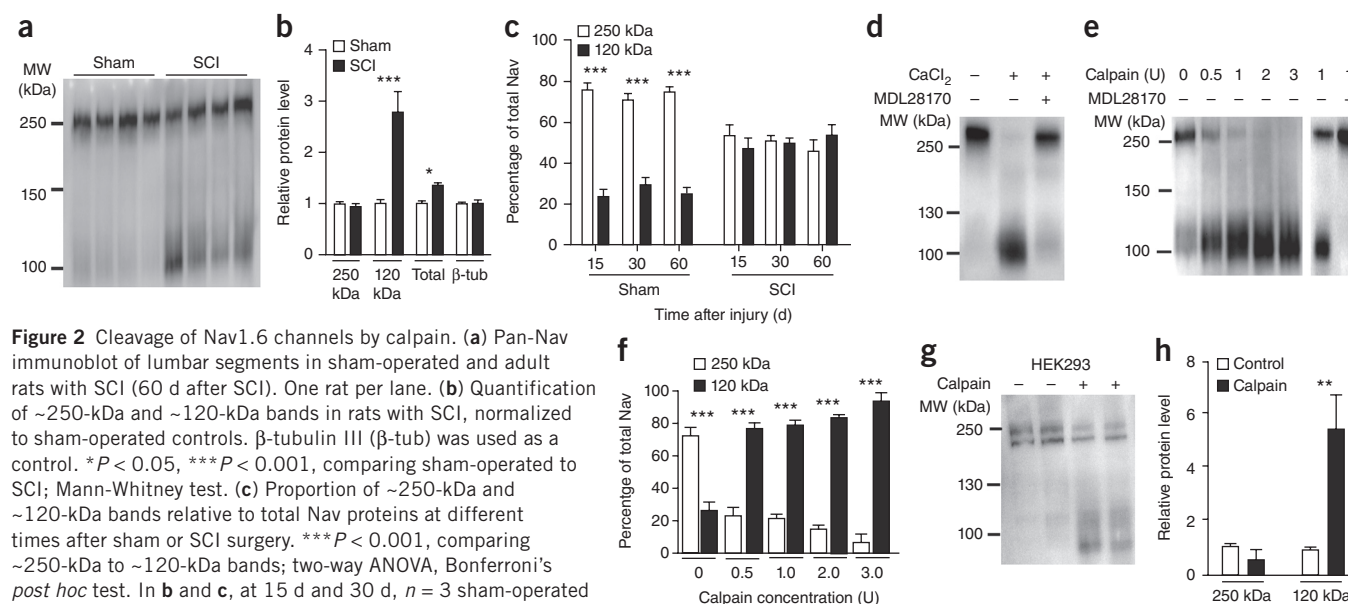 a
MW
(kDa)
Sham SCI
250
150
100
b
Sham
SCI
Relative protein level
4
3
2
1
0
***
*
250
kDa
120
kDa
Total β-tub
c
250 kDa
120 kDa
Percentage of total Nav
100
80
60
40
20
0
*** *** ***
15 30 60 15 30 60
Sham SCI
Time after injury (d)
d
CaCl2 – + +
MDL28170 – – +
MW (kDa)
250
130
100
e
Calpain (U) 0 0.5 1 2 3 1
MDL28170 – – – – – –
MW (kDa)
250
150
130
100
Figure 2 Cleavage of Nav1.6 channels by calpain. (a) Pan-Nav
immunoblot of lumbar segments in sham-operated and adult
rats with SCI (60 d after SCI). One rat per lane. (b) Quantification
of ~250-kDa and ~120-kDa bands in rats with SCI, normalized
to sham-operated controls. β-tubulin III (β-tub) was used as a
control. *P < 0.05, ***P < 0.001, comparing sham-operated to
SCI; Mann-Whitney test. (c) Proportion of ~250-kDa and
~120-kDa bands relative to total Nav proteins at different
times after sham or SCI surgery. ***P < 0.001, comparing
~250-kDa to ~120-kDa bands; two-way ANOVA, Bonferroni's
post hoc test. In b and c, at 15 d and 30 d, n = 3 sham-operated
f
250 kDa
120 kDa
Percentge of total Nav
100
80
60
40
20
0
*** *** *** *** ***
0 0.5 1.0 2.0 3.0
Calpain concentration (U)
g
HEK293
Calpain – – + +
MW (kDa)
250
130
100
h
Control
Calpain
Relative protein level
8
6
4
2
0
**
250 kDa 120 kDa